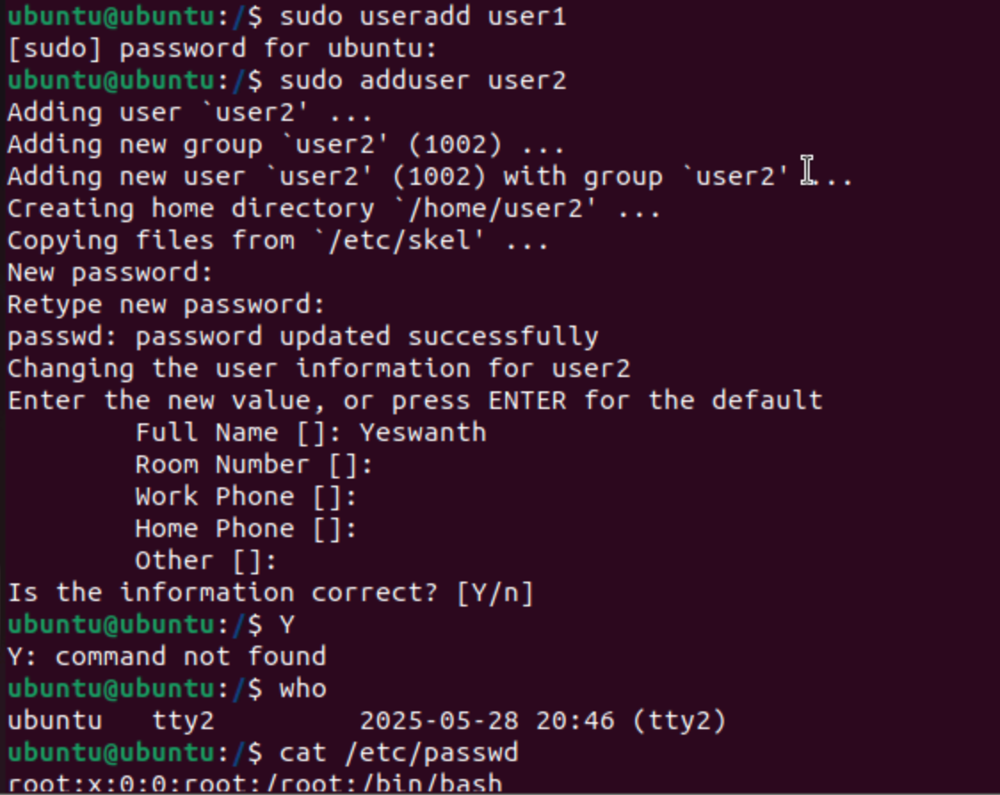 ubuntu@ubuntu:/$ sudo useradd user1
[sudo] password for ubuntu:
ubuntu@ubuntu:/$ sudo adduser user2
Adding user `user2' ...
Adding new group `user2' (1002) ...
Adding new user `user2' (1002) with group `user2' ...
Creating home directory `/home/user2' ...
Copying files from `/etc/skel' ...
New password:
Retype new password:
passwd: password updated successfully
Changing the user information for user2
Enter the new value, or press ENTER for the default
        Full Name []: Yeswanth
        Room Number []:
        Work Phone []:
        Home Phone []:
        Other []:
Is the information correct? [Y/n]
ubuntu@ubuntu:/$ Y
Y: command not found
ubuntu@ubuntu:/$ who
ubuntu   tty2         2025-05-28 20:46 (tty2)
ubuntu@ubuntu:/$ cat /etc/passwd
root:x:0:0:root:/root:/bin/bash